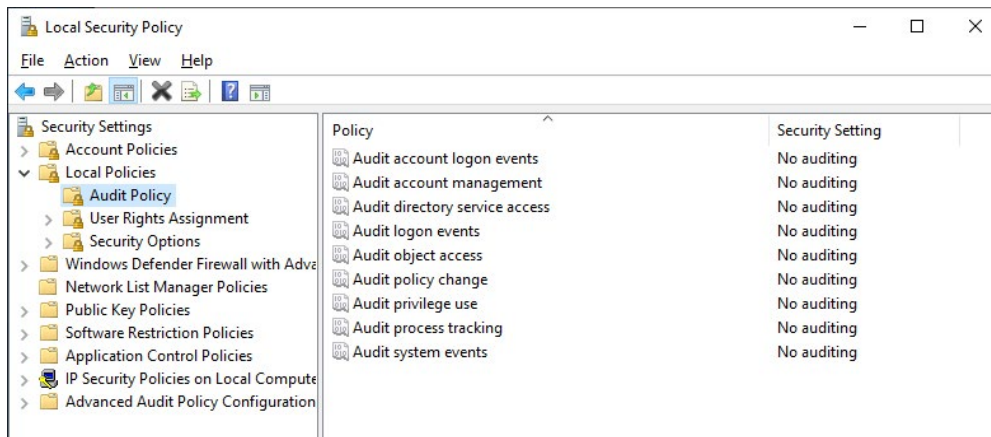 Local Security Policy
File Action View Help
Security Settings
Account Policies
Local Policies
Audit Policy
User Rights Assignment
Security Options
Windows Defender Firewall with Adva
Network List Manager Policies
Public Key Policies
Software Restriction Policies
Application Control Policies
IP Security Policies on Local Compute
Advanced Audit Policy Configuration
Policy Security Setting
Audit account logon events No auditing
Audit account management No auditing
Audit directory service access No auditing
Audit logon events No auditing
Audit object access No auditing
Audit policy change No auditing
Audit privilege use No auditing
Audit process tracking No auditing
Audit system events No auditing